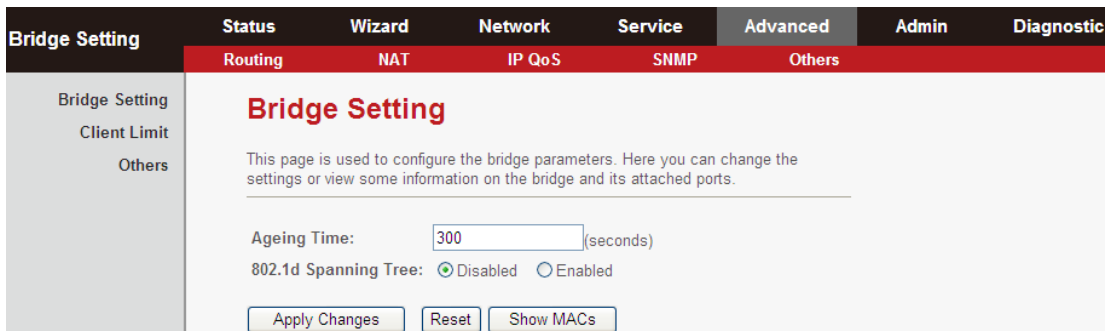 Bridge Setting
Status Wizard Network Service Advanced Admin Diagnostic
Routing NAT IP QoS SNMP Others
Bridge Setting
Client Limit
Others
Bridge Setting
This page is used to configure the bridge parameters. Here you can change the
settings or view some information on the bridge and its attached ports.
Ageing Time: 300 (seconds)
802.1d Spanning Tree: Disabled Enabled
Apply Changes Reset Show MACs